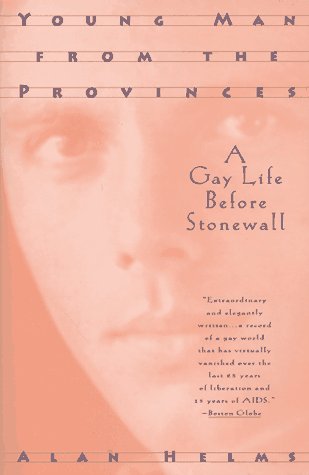 YOUNG MAN
FROM THE
PROVINCES
A
Gay Life
Before
Stonewall
"Extraordinary
and elegantly
written...a record
of a gay world
that has virtually
vanished over the
last 25 years
of liberation and
15 years of AIDS."
—Boston Globe
ALAN HELMS